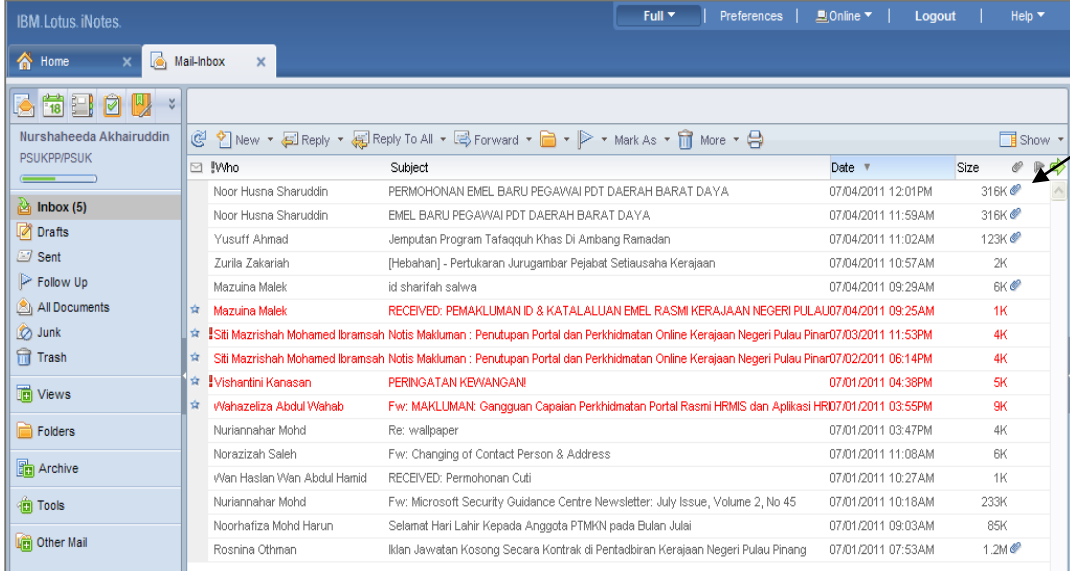 IBM.Lotus.iNotes.
Full | Preferences | Online | Logout | Help
Home x Mail-Inbox x
18
Nurshaheeda Akhairuddin
PSUKPP/PSUK
New Reply Reply To All Forward Mark As More Show
!Who Subject Date Size
Inbox (5)
Drafts
Sent
Follow Up
All Documents
Junk
Trash
Views
Folders
Archive
Tools
Other Mail
Noor Husna Sharuddin PERMOHONAN EMEL BARU PEGAWAI PDT DAERAH BARAT DAYA 07/04/2011 12:01PM 316K
Noor Husna Sharuddin EMEL BARU PEGAWAI PDT DAERAH BARAT DAYA 07/04/2011 11:59AM 316K
Yusuff Ahmad Jemputan Program Tafaqquh Khas Di Ambang Ramadan 07/04/2011 11:02AM 123K
Zurila Zakariah [Hebahan] - Pertukaran Jurugambar Pejabat Setiausaha Kerajaan 07/04/2011 10:57AM 2K
Mazuina Malek id sharifah salwa 07/04/2011 09:29AM 6K
Mazuina Malek RECEIVED: PEMAKLUMAN ID & KATALALUAN EMEL RASMI KERAJAAN NEGERI PULAU 07/04/2011 09:25AM 1K
!Siti Mazrishah Mohamed Ibramsah Notis Makluman : Penutupan Portal dan Perkhidmatan Online Kerajaan Negeri Pulau Pinan 07/03/2011 11:53PM 4K
Siti Mazrishah Mohamed Ibramsah Notis Makluman : Penutupan Portal dan Perkhidmatan Online Kerajaan Negeri Pulau Pinan 07/02/2011 06:14PM 4K
!Vishantini Kanasan PERINGATAN KEWANGAN! 07/01/2011 04:38PM 5K
Wahazeliza Abdul Wahab Fw: MAKLUMAN: Gangguan Capaian Perkhidmatan Portal Rasmi HRMIS dan Aplikasi HRI 07/01/2011 03:55PM 9K
Nuriannahar Mohd Re: wallpaper 07/01/2011 03:47PM 4K
Norazizah Saleh Fw: Changing of Contact Person & Address 07/01/2011 11:08AM 6K
Wan Haslan Wan Abdul Hamid RECEIVED: Permohonan Cuti 07/01/2011 10:27AM 1K
Nuriannahar Mohd Fw: Microsoft Security Guidance Centre Newsletter: July Issue, Volume 2, No 45 07/01/2011 10:18AM 233K
Noorhafiza Mohd Harun Selamat Hari Lahir Kepada Anggota PTMKN pada Bulan Julai 07/01/2011 09:03AM 85K
Rosnina Othman Iklan Jawatan Kosong Secara Kontrak di Pentadbiran Kerajaan Negeri Pulau Pinang 07/01/2011 07:53AM 1.2M